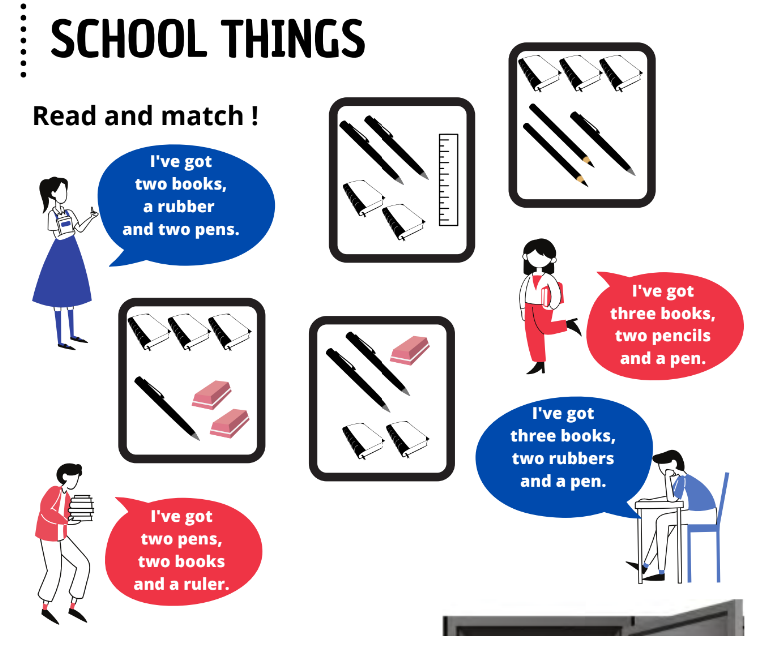 SCHOOL THINGS
Read and match !
I've got
two books,
a rubber
and two pens.
I've got
three books,
two pencils
and a pen.
I've got
three books,
two rubbers
and a pen.
I've got
two pens,
two books
and a ruler.